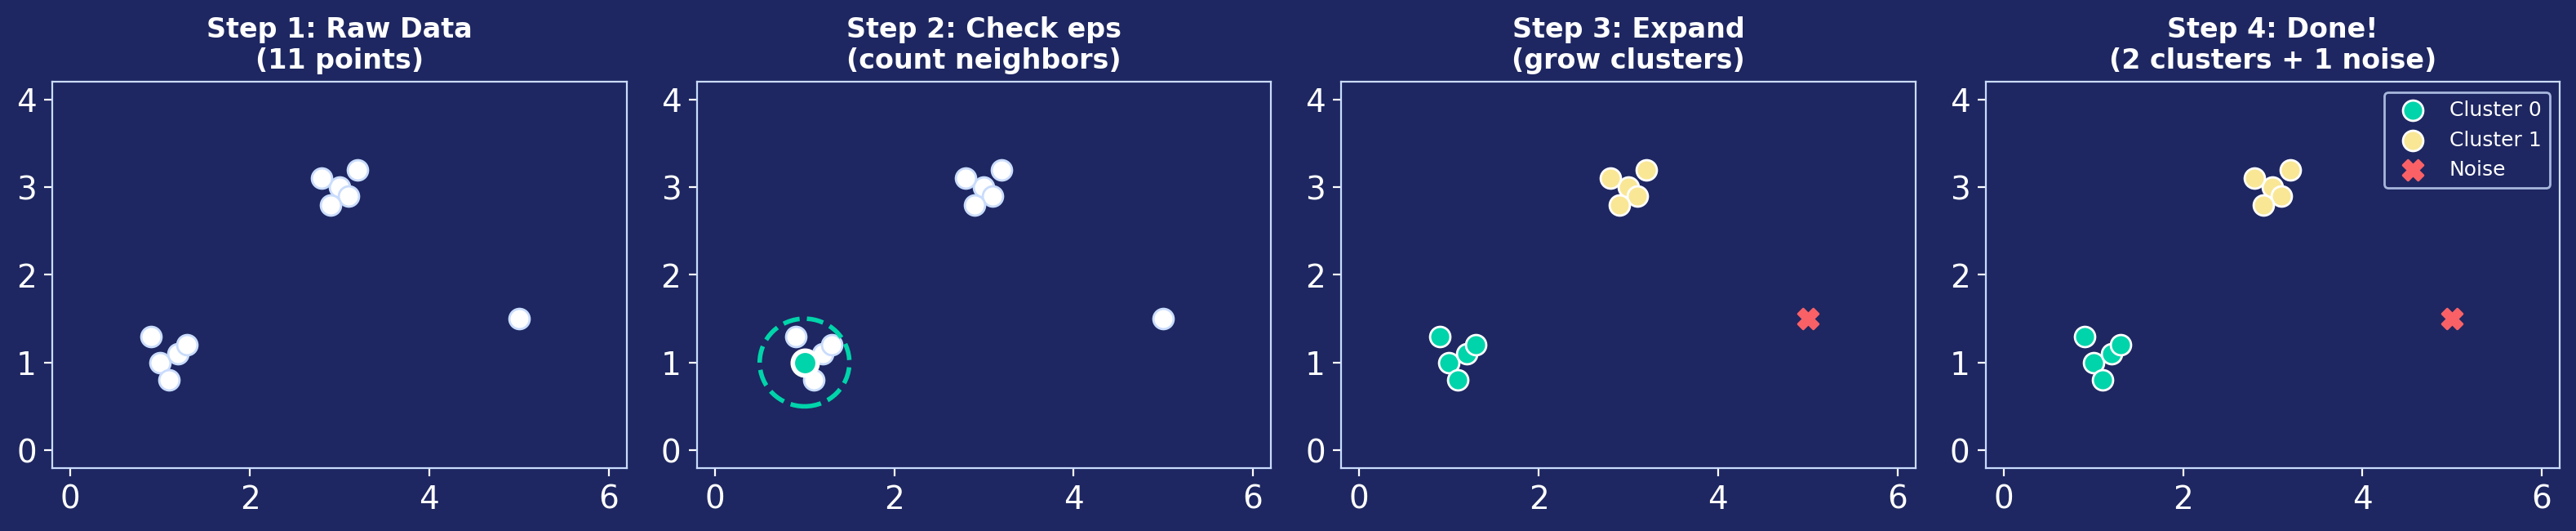 Step 1: Raw Data
(11 points)
4
3
2
1
0
0 2 4 6
Step 2: Check eps
(count neighbors)
4
3
2
1
0
0 2 4 6
Step 3: Expand
(grow clusters)
4
3
2
1
0
0 2 4 6
Step 4: Done!
(2 clusters + 1 noise)
4
3
2
1
0
0 2 4 6
Cluster 0
Cluster 1
Noise